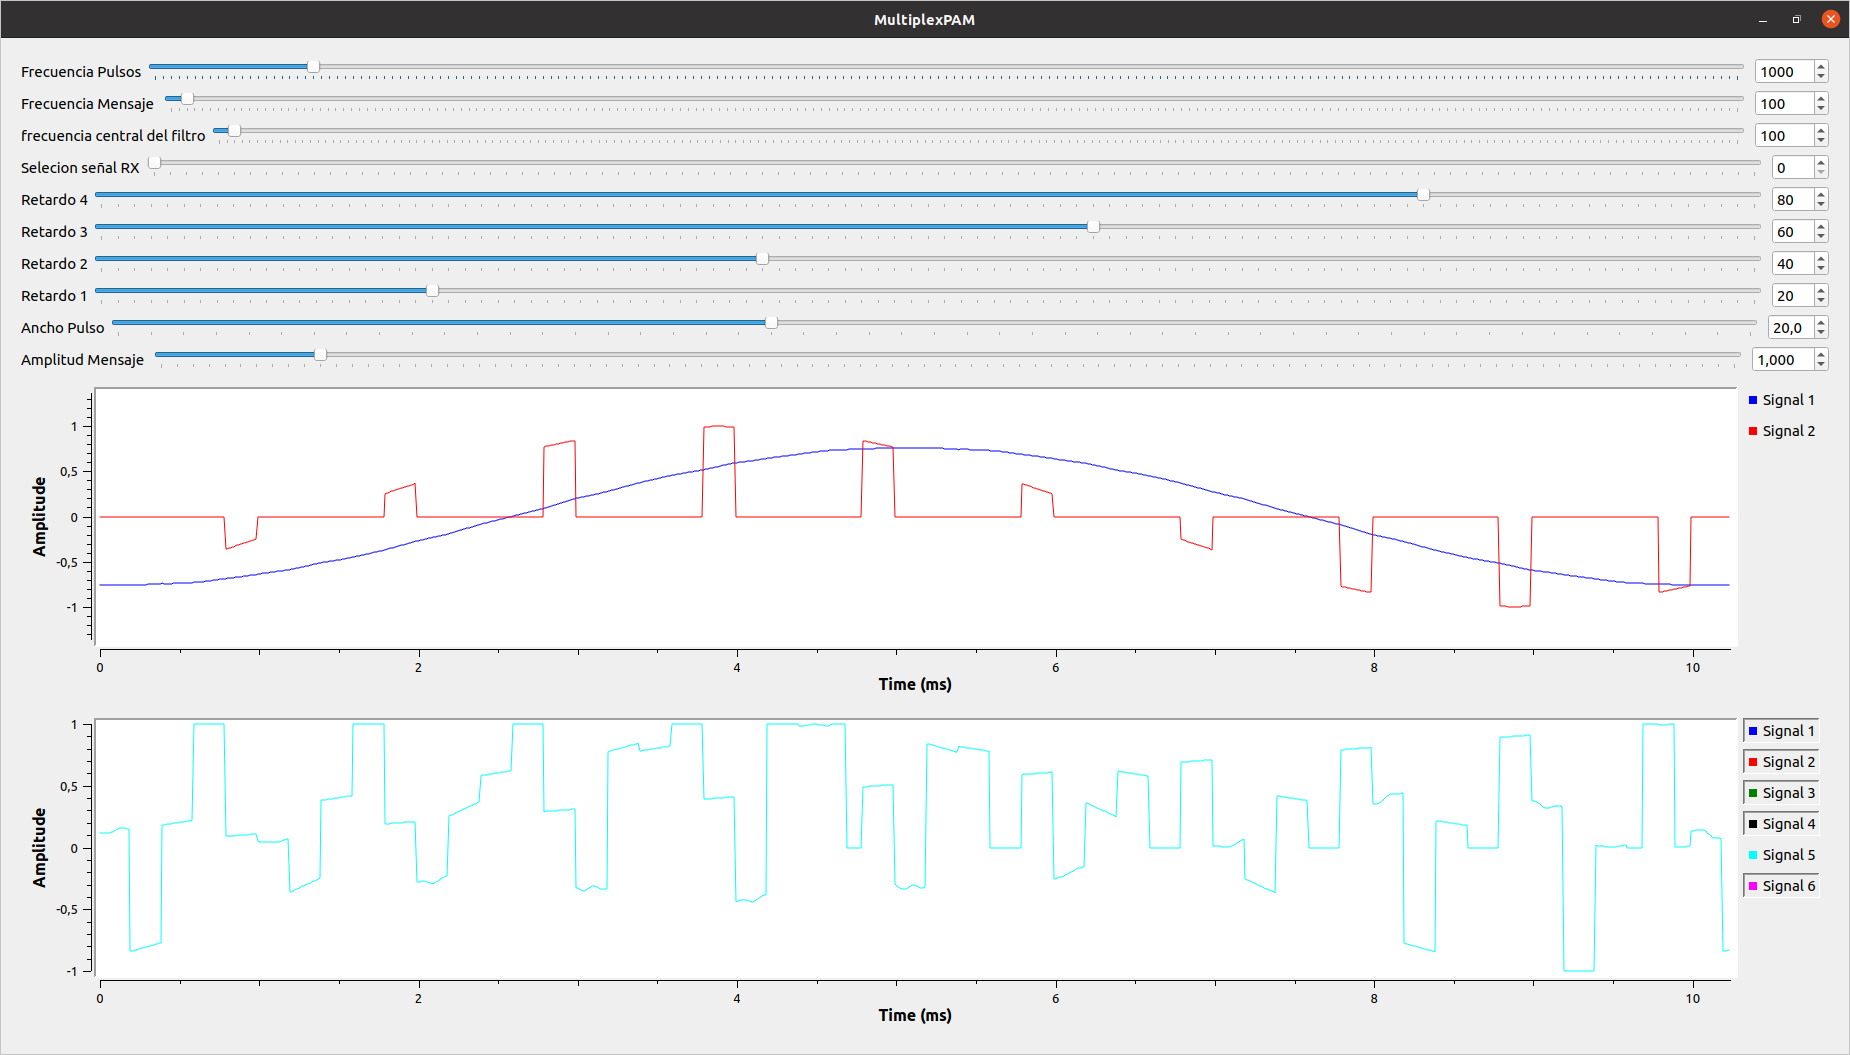 MultiplexPAM
Frecuencia Pulsos 1000
Frecuencia Mensaje 100
frecuencia central del filtro 100
Selecion señal RX 0
Retardo 4 80
Retardo 3 60
Retardo 2 40
Retardo 1 20
Ancho Pulso 20,0
Amplitud Mensaje 1,000
Signal 1
Signal 2
Amplitude
1
0,5
0
-0,5
-1
0 2 4 6 8 10
Time (ms)
Signal 1
Signal 2
Signal 3
Signal 4
Signal 5
Signal 6
Amplitude
1
0,5
0
-0,5
-1
0 2 4 6 8 10
Time (ms)